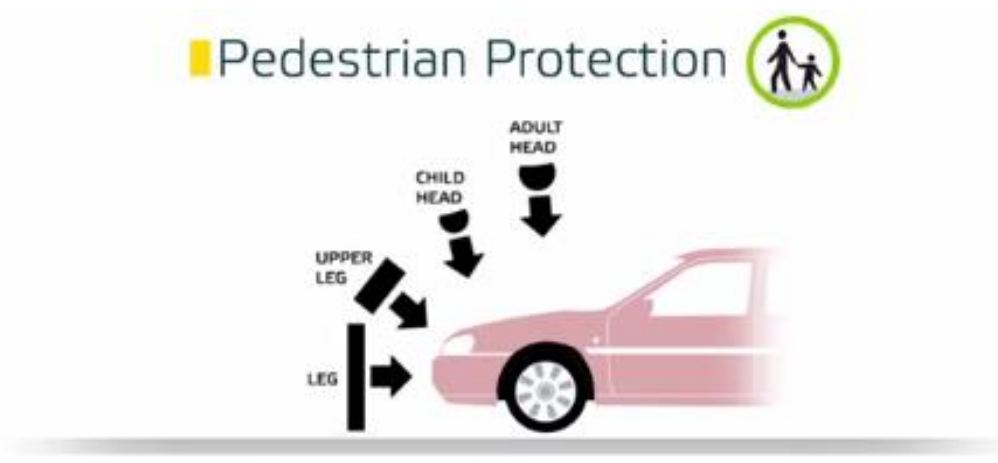 Pedestrian Protection
ADULT
HEAD
CHILD
HEAD
UPPER
LEG
LEG